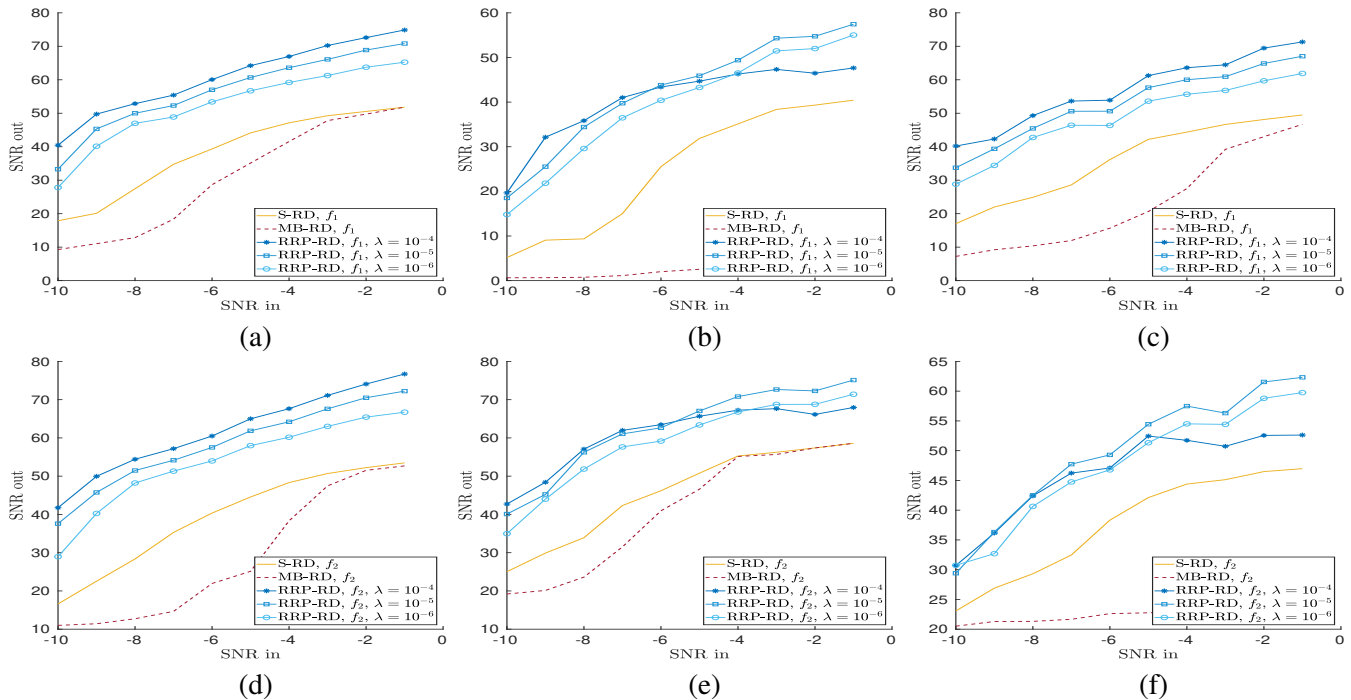 80
70
60
50
40
30
20
10
0
SNR out
-10 -8 -6 -4 -2 0
SNR in
S-RD, f₁
MB-RD, f₁
RRP-RD, f₁, λ = 10⁻⁴
RRP-RD, f₁, λ = 10⁻⁵
RRP-RD, f₁, λ = 10⁻⁶
(a)
60
50
40
30
20
10
0
SNR out
-10 -8 -6 -4 -2 0
SNR in
S-RD, f₁
MB-RD, f₁
RRP-RD, f₁, λ = 10⁻⁴
RRP-RD, f₁, λ = 10⁻⁵
RRP-RD, f₁, λ = 10⁻⁶
(b)
80
70
60
50
40
30
20
10
0
SNR out
-10 -8 -6 -4 -2 0
SNR in
S-RD, f₁
MB-RD, f₁
RRP-RD, f₁, λ = 10⁻⁴
RRP-RD, f₁, λ = 10⁻⁵
RRP-RD, f₁, λ = 10⁻⁶
(c)
80
70
60
50
40
30
20
10
SNR out
-10 -8 -6 -4 -2 0
SNR in
S-RD, f₂
MB-RD, f₂
RRP-RD, f₂, λ = 10⁻⁴
RRP-RD, f₂, λ = 10⁻⁵
RRP-RD, f₂, λ = 10⁻⁶
(d)
80
70
60
50
40
30
20
10
SNR out
-10 -8 -6 -4 -2 0
SNR in
S-RD, f₂
MB-RD, f₂
RRP-RD, f₂, λ = 10⁻⁴
RRP-RD, f₂, λ = 10⁻⁵
RRP-RD, f₂, λ = 10⁻⁶
(e)
65
60
55
50
45
40
35
30
25
20
SNR out
-10 -8 -6 -4 -2 0
SNR in
S-RD, f₂
MB-RD, f₂
RRP-RD, f₂, λ = 10⁻⁴
RRP-RD, f₂, λ = 10⁻⁵
RRP-RD, f₂, λ = 10⁻⁶
(f)